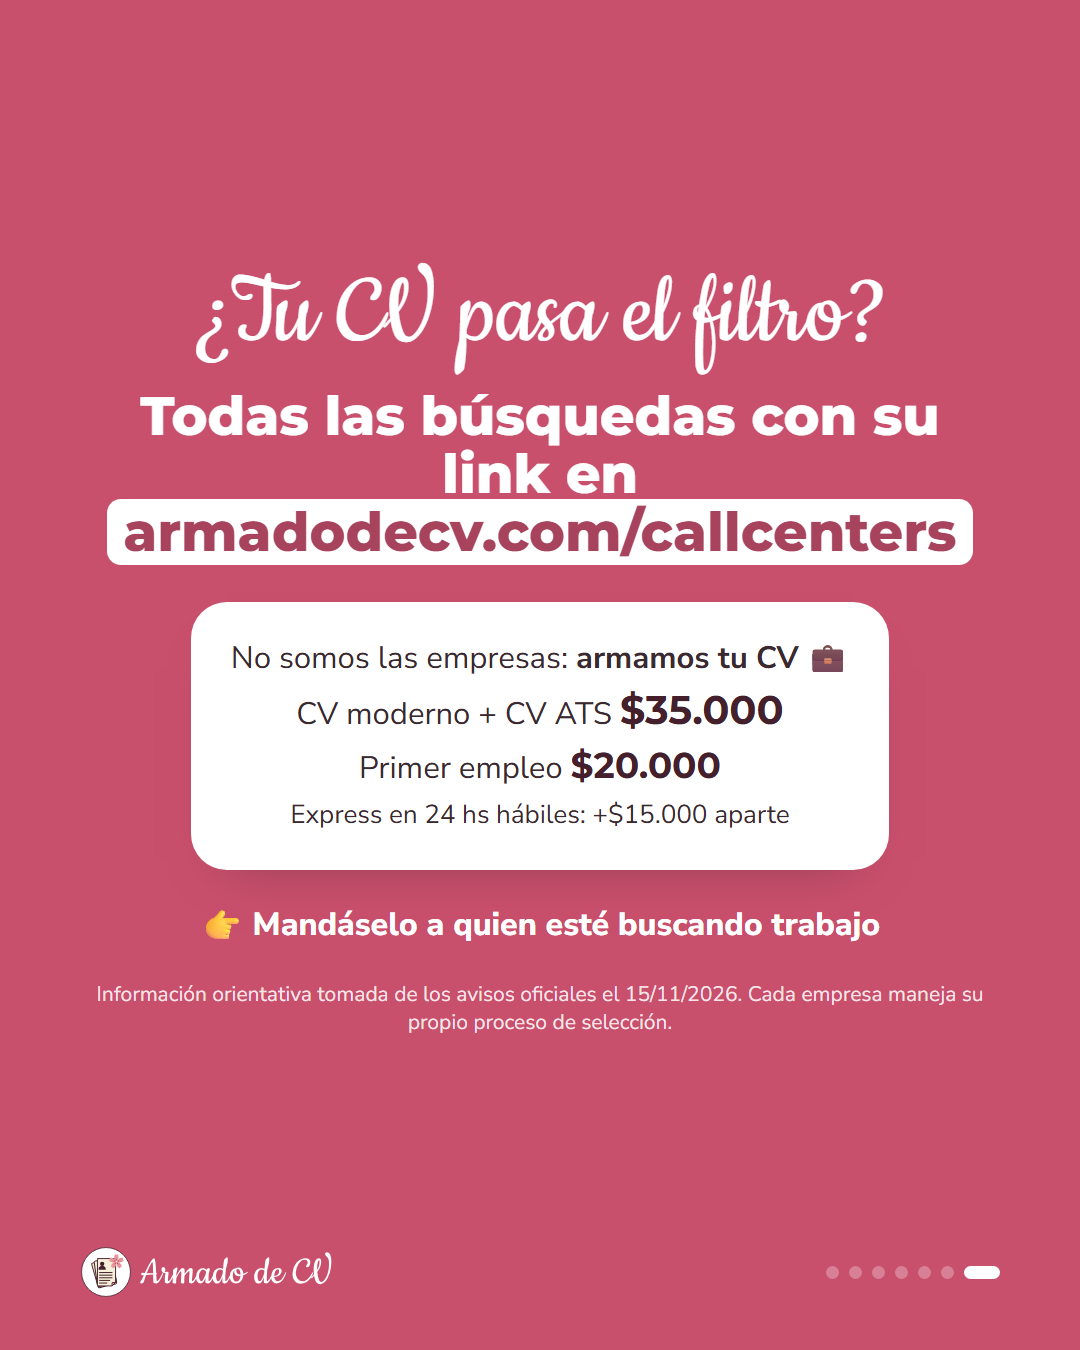 ¿Tu CV pasa el filtro?
Todas las búsquedas con su
link en
armadodecv.com/callcenters
No somos las empresas: armamos tu CV 💼
CV moderno + CV ATS $35.000
Primer empleo $20.000
Express en 24 hs hábiles: +$15.000 aparte
👉 Mandáselo a quien esté buscando trabajo
Información orientativa tomada de los avisos oficiales el 15/11/2026. Cada empresa maneja su
propio proceso de selección.
Armado de CV